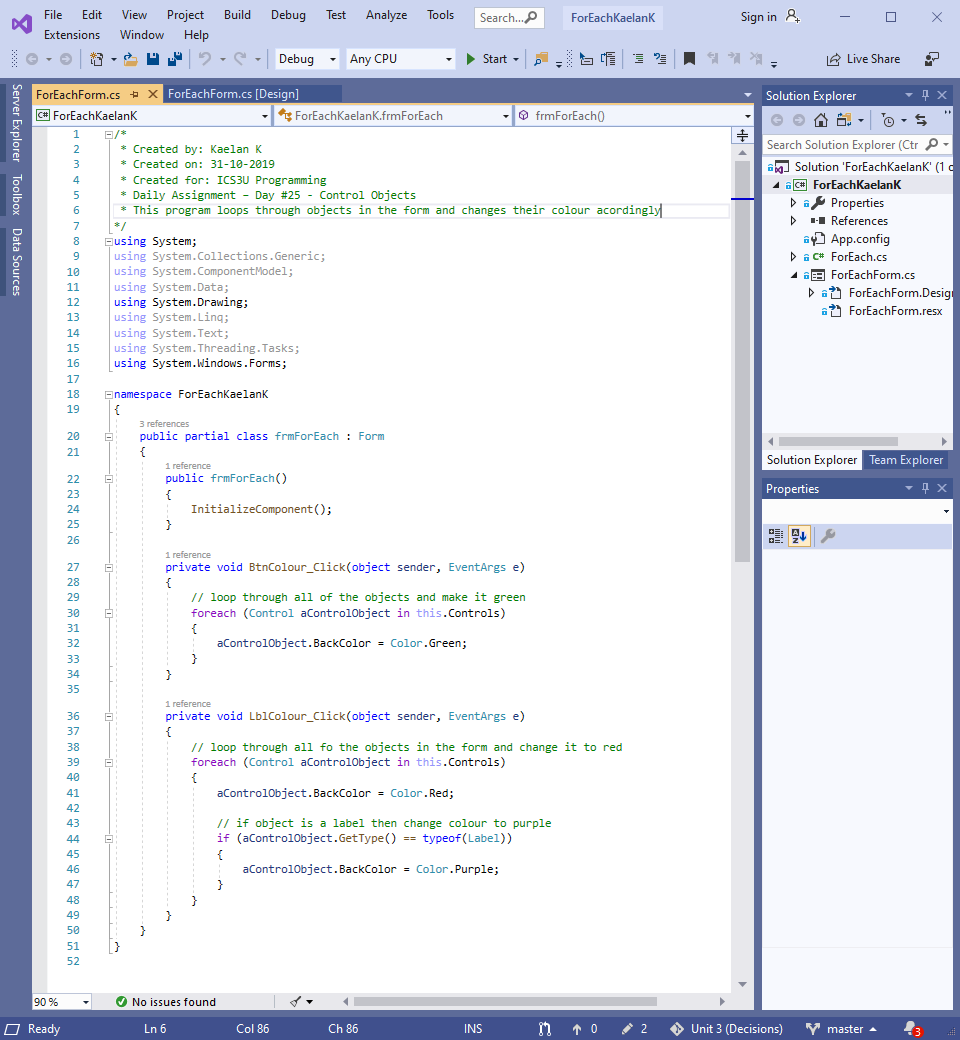 File Edit View Project Build Debug Test Analyze Tools Search... ForEachKaelanK Sign in
Extensions Window Help
Debug Any CPU Start Live Share
Server Explorer
Toolbox
Data Sources
ForEachForm.cs ForEachForm.cs [Design]
C# ForEachKaelanK ForEachKaelanK.frmForEach frmForEach()
1 /*
2 * Created by: Kaelan K
3 * Created on: 31-10-2019
4 * Created for: ICS3U Programming
5 * Daily Assignment – Day #25 - Control Objects
6 * This program loops through objects in the form and changes their colour acordingly
7 */
8 using System;
9 using System.Collections.Generic;
10 using System.ComponentModel;
11 using System.Data;
12 using System.Drawing;
13 using System.Linq;
14 using System.Text;
15 using System.Threading.Tasks;
16 using System.Windows.Forms;
17
18 namespace ForEachKaelanK
19 {
3 references
20 public partial class frmForEach : Form
21 {
1 reference
22 public frmForEach()
23 {
24 InitializeComponent();
25 }
26
1 reference
27 private void BtnColour_Click(object sender, EventArgs e)
28 {
29 // loop through all of the objects and make it green
30 foreach (Control aControlObject in this.Controls)
31 {
32 aControlObject.BackColor = Color.Green;
33 }
34 }
35
1 reference
36 private void LblColour_Click(object sender, EventArgs e)
37 {
38 // loop through all fo the objects in the form and change it to red
39 foreach (Control aControlObject in this.Controls)
40 {
41 aControlObject.BackColor = Color.Red;
42
43 // if object is a label then change colour to purple
44 if (aControlObject.GetType() == typeof(Label))
45 {
46 aControlObject.BackColor = Color.Purple;
47 }
48 }
49 }
50 }
51 }
52
90 % No issues found
Solution Explorer
Search Solution Explorer (Ctr
Solution 'ForEachKaelanK' (1 c
C# ForEachKaelanK
Properties
References
App.config
C# ForEach.cs
ForEachForm.cs
ForEachForm.Design
ForEachForm.resx
Solution Explorer Team Explorer
Properties
Ready Ln 6 Col 86 Ch 86 INS 0 2 Unit 3 (Decisions) master 3